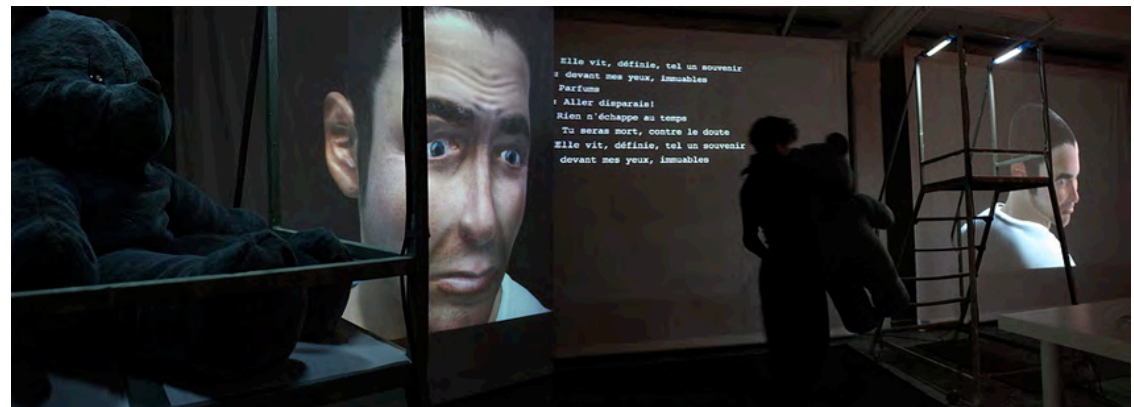 Elle vit, définie, tel un souvenir
: devant mes yeux, immuables
Parfums
: Aller disparais!
Rien n'échappe au temps
Tu seras mort, contre le doute
Elle vit, définie, tel un souvenir
devant mes yeux, immuables